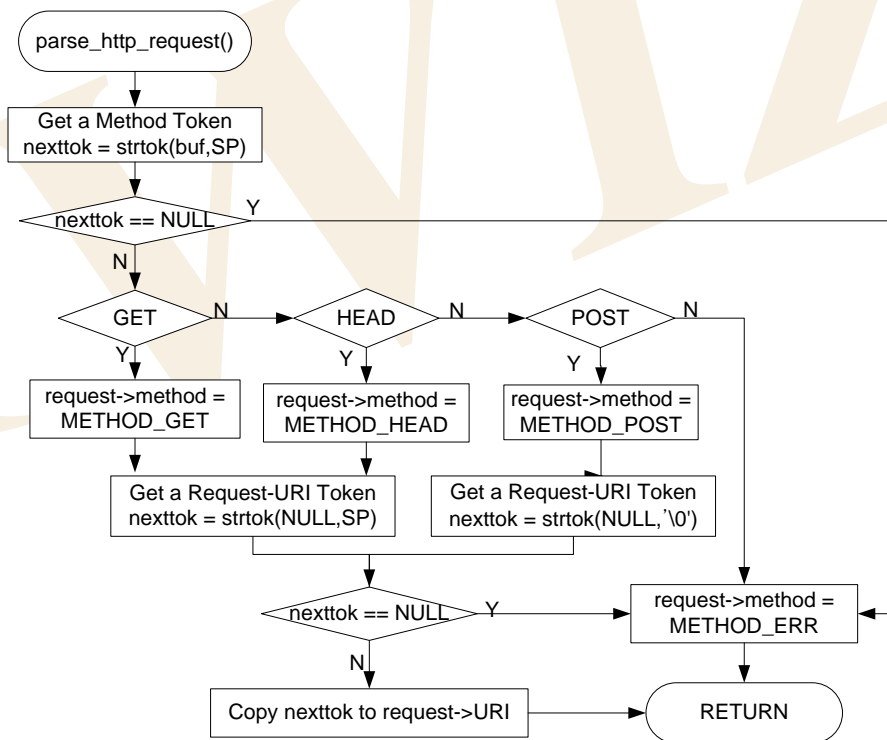 parse_http_request()
Get a Method Token
nexttok = strtok(buf,SP)
nexttok == NULL
Y
N
GET
N
HEAD
N
POST
N
Y
Y
Y
request->method =
METHOD_GET
request->method =
METHOD_HEAD
request->method =
METHOD_POST
Get a Request-URI Token
nexttok = strtok(NULL,SP)
Get a Request-URI Token
nexttok = strtok(NULL,'\0')
nexttok == NULL
Y
N
request->method =
METHOD_ERR
Copy nexttok to request->URI
RETURN